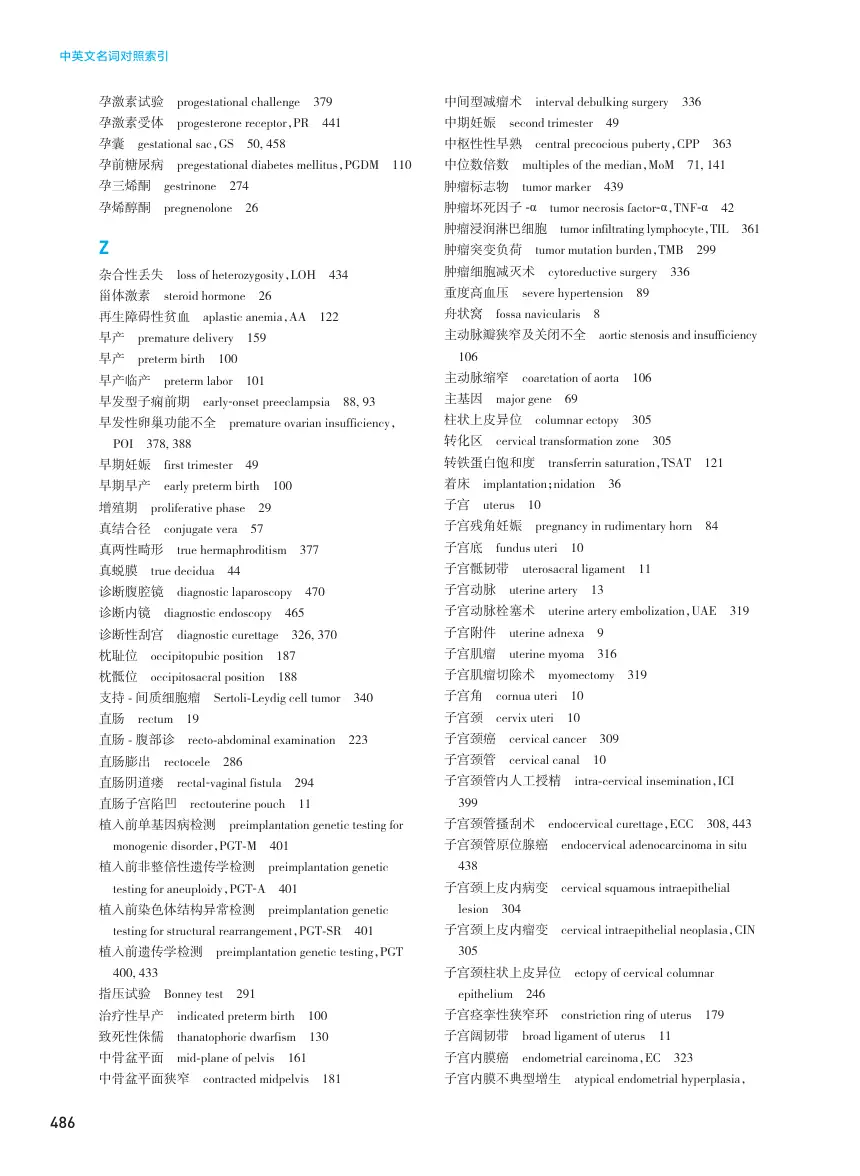 中英文名词对照索引
孕激素试验 progestational challenge 379
孕激素受体 progesterone receptor,PR 441
孕囊 gestational sac,GS 50, 458
孕前糖尿病 pregestational diabetes mellitus,PGDM 110
孕三烯酮 gestrinone 274
孕烯醇酮 pregnenolone 26
Z
杂合性丢失 loss of heterozygosity,LOH 434
甾体激素 steroid hormone 26
再生障碍性贫血 aplastic anemia,AA 122
早产 premature delivery 159
早产 preterm birth 100
早产临产 preterm labor 101
早发型子痫前期 early-onset preeclampsia 88, 93
早发性卵巢功能不全 premature ovarian insufficiency,
POI 378, 388
早期妊娠 first trimester 49
早期早产 early preterm birth 100
增殖期 proliferative phase 29
真结合径 conjugate vera 57
真两性畸形 true hermaphroditism 377
真蜕膜 true decidua 44
诊断腹腔镜 diagnostic laparoscopy 470
诊断内镜 diagnostic endoscopy 465
诊断性刮宫 diagnostic curettage 326, 370
枕耻位 occipitopubic position 187
枕骶位 occipitosacral position 188
支持 - 间质细胞瘤 Sertoli-Leydig cell tumor 340
直肠 rectum 19
直肠 - 腹部诊 recto-abdominal examination 223
直肠膨出 rectocele 286
直肠阴道瘘 rectal-vaginal fistula 294
直肠子宫陷凹 rectouterine pouch 11
植入前单基因病检测 preimplantation genetic testing for
monogenic disorder,PGT-M 401
植入前非整倍性遗传学检测 preimplantation genetic
testing for aneuploidy,PGT-A 401
植入前染色体结构异常检测 preimplantation genetic
testing for structural rearrangement,PGT-SR 401
植入前遗传学检测 preimplantation genetic testing,PGT
400, 433
指压试验 Bonney test 291
治疗性早产 indicated preterm birth 100
致死性侏儒 thanatophoric dwarfism 130
中骨盆平面 mid-plane of pelvis 161
中骨盆平面狭窄 contracted midpelvis 181
中间型减瘤术 interval debulking surgery 336
中期妊娠 second trimester 49
中枢性性早熟 central precocious puberty,CPP 363
中位数倍数 multiples of the median,MoM 71, 141
肿瘤标志物 tumor marker 439
肿瘤坏死因子 -α tumor necrosis factor-α,TNF-α 42
肿瘤浸润淋巴细胞 tumor infiltrating lymphocyte,TIL 361
肿瘤突变负荷 tumor mutation burden,TMB 299
肿瘤细胞减灭术 cytoreductive surgery 336
重度高血压 severe hypertension 89
舟状窝 fossa navicularis 8
主动脉瓣狭窄及关闭不全 aortic stenosis and insufficiency
106
主动脉缩窄 coarctation of aorta 106
主基因 major gene 69
柱状上皮异位 columnar ectopy 305
转化区 cervical transformation zone 305
转铁蛋白饱和度 transferrin saturation,TSAT 121
着床 implantation;nidation 36
子宫 uterus 10
子宫残角妊娠 pregnancy in rudimentary horn 84
子宫底 fundus uteri 10
子宫骶韧带 uterosacral ligament 11
子宫动脉 uterine artery 13
子宫动脉栓塞术 uterine artery embolization,UAE 319
子宫附件 uterine adnexa 9
子宫肌瘤 uterine myoma 316
子宫肌瘤切除术 myomectomy 319
子宫角 cornua uteri 10
子宫颈 cervix uteri 10
子宫颈癌 cervical cancer 309
子宫颈管 cervical canal 10
子宫颈管内人工授精 intra-cervical insemination,ICI
399
子宫颈管搔刮术 endocervical curettage,ECC 308, 443
子宫颈管原位腺癌 endocervical adenocarcinoma in situ
438
子宫颈上皮内病变 cervical squamous intraepithelial
lesion 304
子宫颈上皮内瘤变 cervical intraepithelial neoplasia,CIN
305
子宫颈柱状上皮异位 ectopy of cervical columnar
epithelium 246
子宫痉挛性狭窄环 constriction ring of uterus 179
子宫阔韧带 broad ligament of uterus 11
子宫内膜癌 endometrial carcinoma,EC 323
子宫内膜不典型增生 atypical endometrial hyperplasia,
486